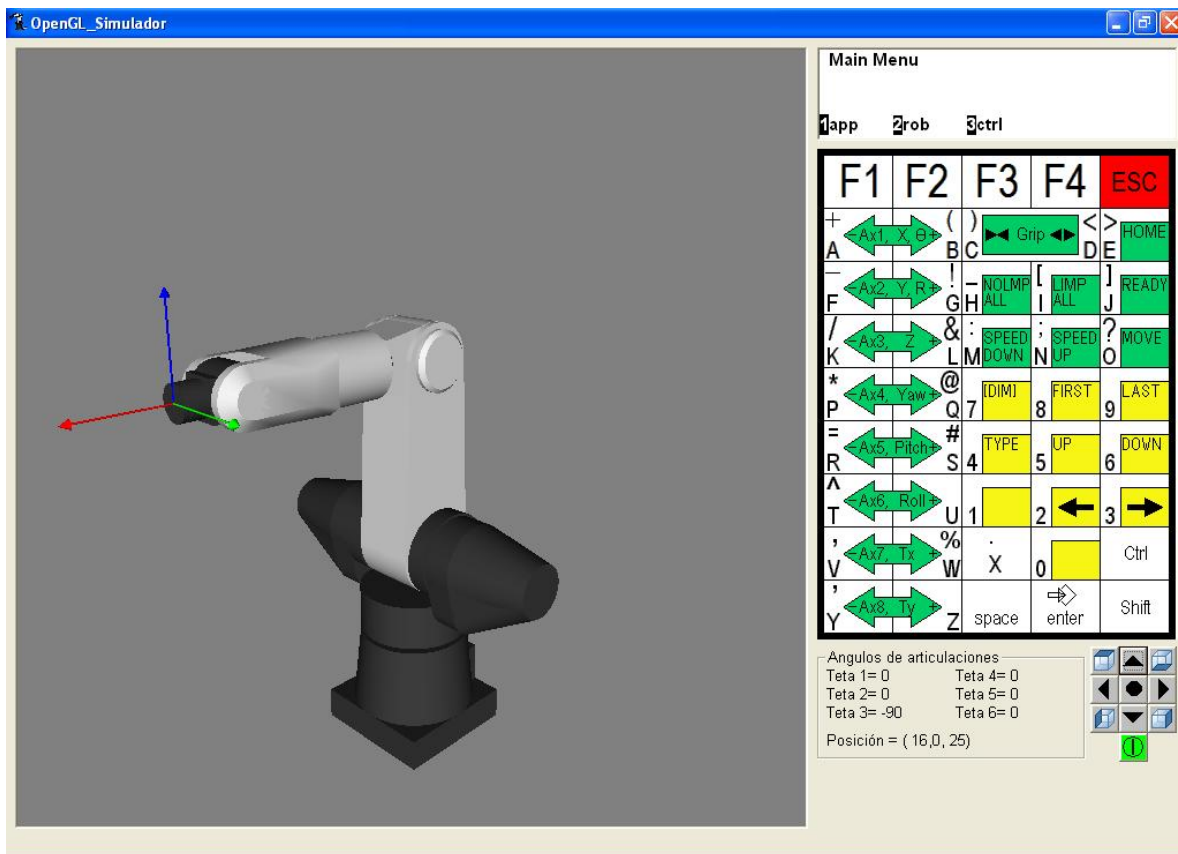 OpenGL_Simulador
Main Menu
1app 2rob 3ctrl
F1 F2 F3 F4 ESC
+ ( ) < >
-Ax1, X, Θ+ Grip HOME
A B C D E
— ! _ [ ]
-Ax2, Y, R+ NOLMP ALL LIMP ALL READY
F G H I J
/ & : ; ?
-Ax3, Z + SPEED DOWN SPEED UP MOVE
K L M N O
* @
-Ax4, Yaw+ [DIM] FIRST LAST
P Q 7 8 9
= #
-Ax5, Pitch+ TYPE UP DOWN
R S 4 5 6
^
-Ax6, Roll+
T U 1 2 3
, % .
-Ax7, Tx + X Ctrl
V W 0
,
-Ax8, Ty + Shift
Y Z space enter
Angulos de articulaciones
Teta 1= 0 Teta 4= 0
Teta 2= 0 Teta 5= 0
Teta 3= -90 Teta 6= 0
Posición = ( 16,0, 25)